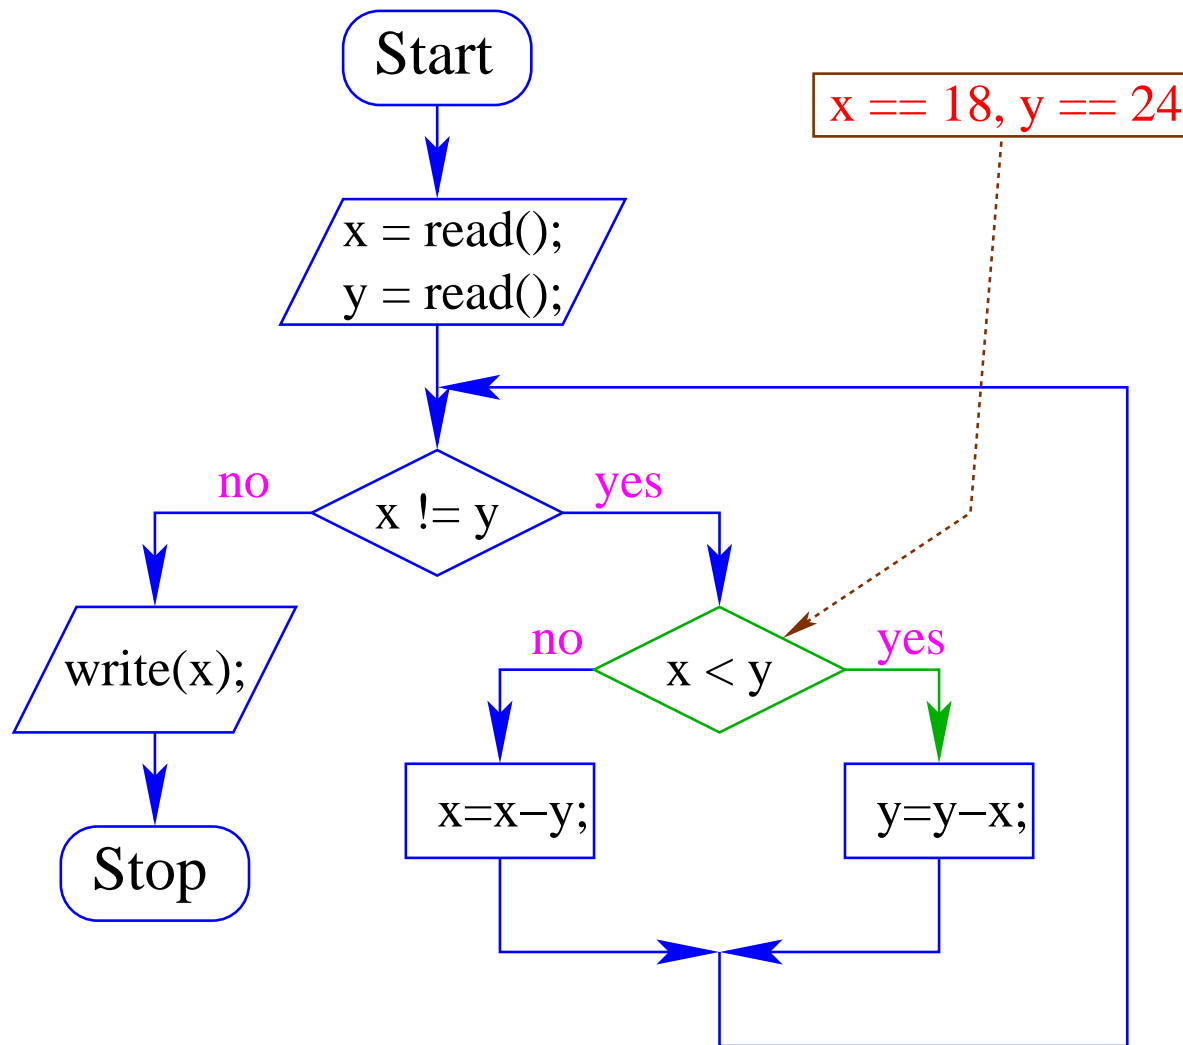 Start
x == 18, y == 24
x = read();
y = read();
no
yes
x != y
no
yes
write(x);
x < y
x=x−y;
y=y−x;
Stop